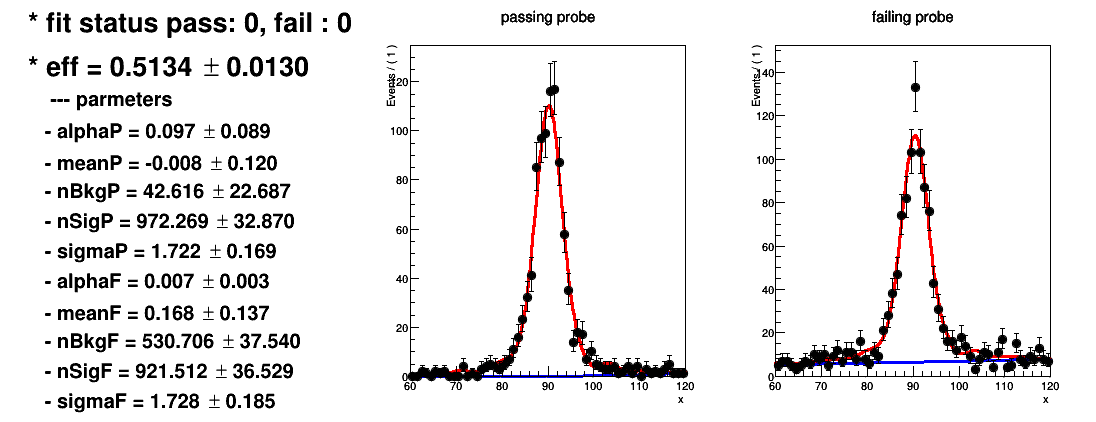 * fit status pass: 0, fail : 0
* eff = 0.5134 ± 0.0130
--- parmeters
- alphaP = 0.097 ± 0.089
- meanP = -0.008 ± 0.120
- nBkgP = 42.616 ± 22.687
- nSigP = 972.269 ± 32.870
- sigmaP = 1.722 ± 0.169
- alphaF = 0.007 ± 0.003
- meanF = 0.168 ± 0.137
- nBkgF = 530.706 ± 37.540
- nSigF = 921.512 ± 36.529
- sigmaF = 1.728 ± 0.185
passing probe
Events / ( 1 )
120
100
80
60
40
20
0
60 70 80 90 100 110 120
x
failing probe
Events / ( 1 )
140
120
100
80
60
40
20
0
60 70 80 90 100 110 120
x